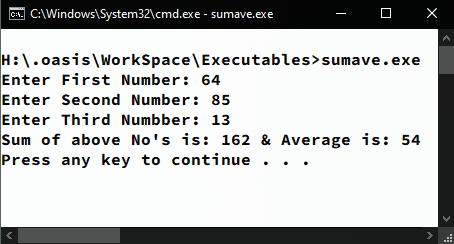 C:\Windows\System32\cmd.exe - sumave.exe
H:\.oasis\WorkSpace\Executables>sumave.exe
Enter First Number: 64
Enter Second Number: 85
Enter Third Numbber: 13
Sum of above No's is: 162 & Average is: 54
Press any key to continue . . .